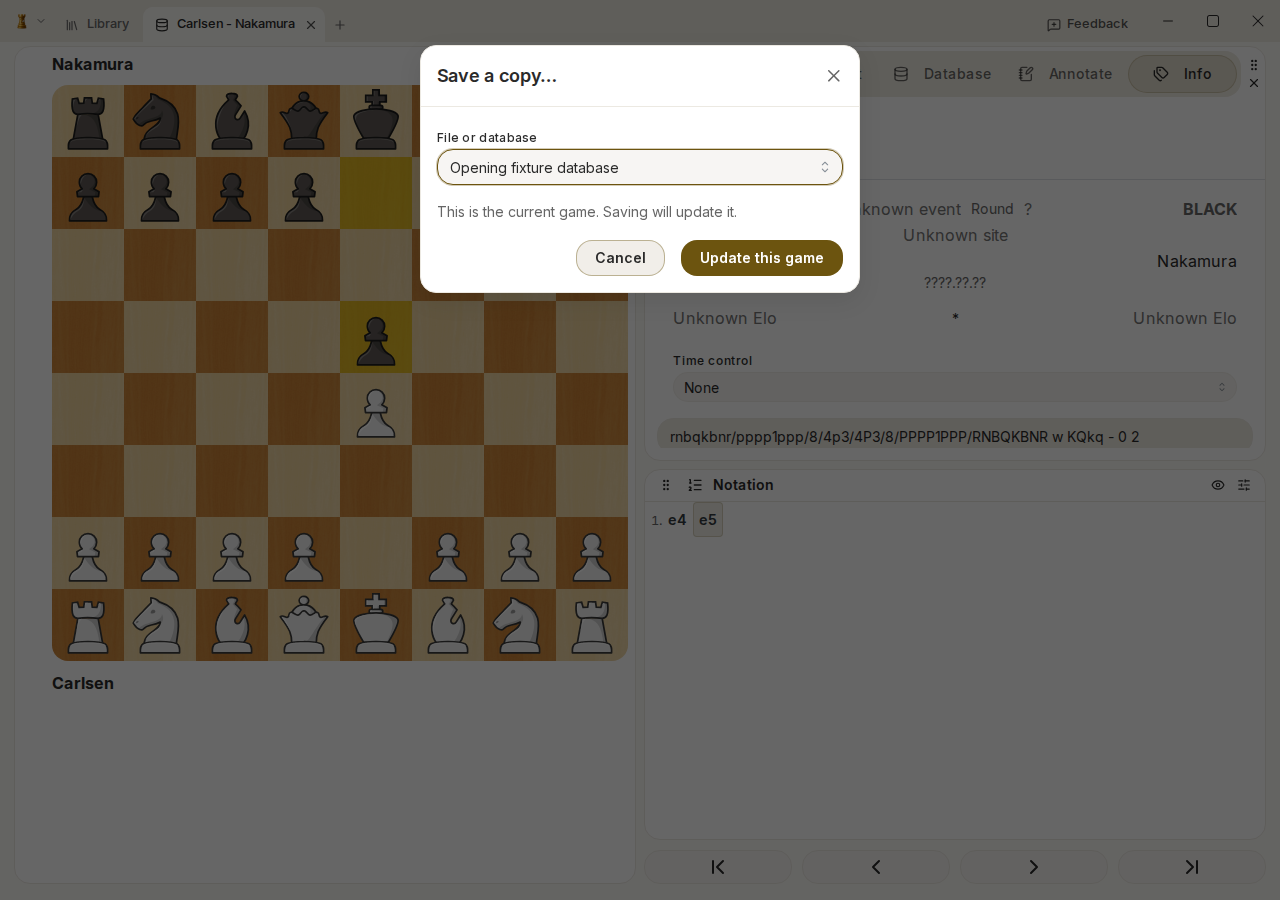 Library
Carlsen - Nakamura
Feedback
Nakamura
Save a copy...
Database
Annotate
Info
File or database
Opening fixture database
This is the current game. Saving will update it.
Cancel
Update this game
Round ?
BLACK
Unknown site
Nakamura
????.??.??
Unknown Elo
*
Unknown Elo
Time control
None
rnbqkbnr/pppp1ppp/8/4p3/4P3/8/PPPP1PPP/RNBQKBNR w KQkq - 0 2
Notation
1. e4 e5
Carlsen